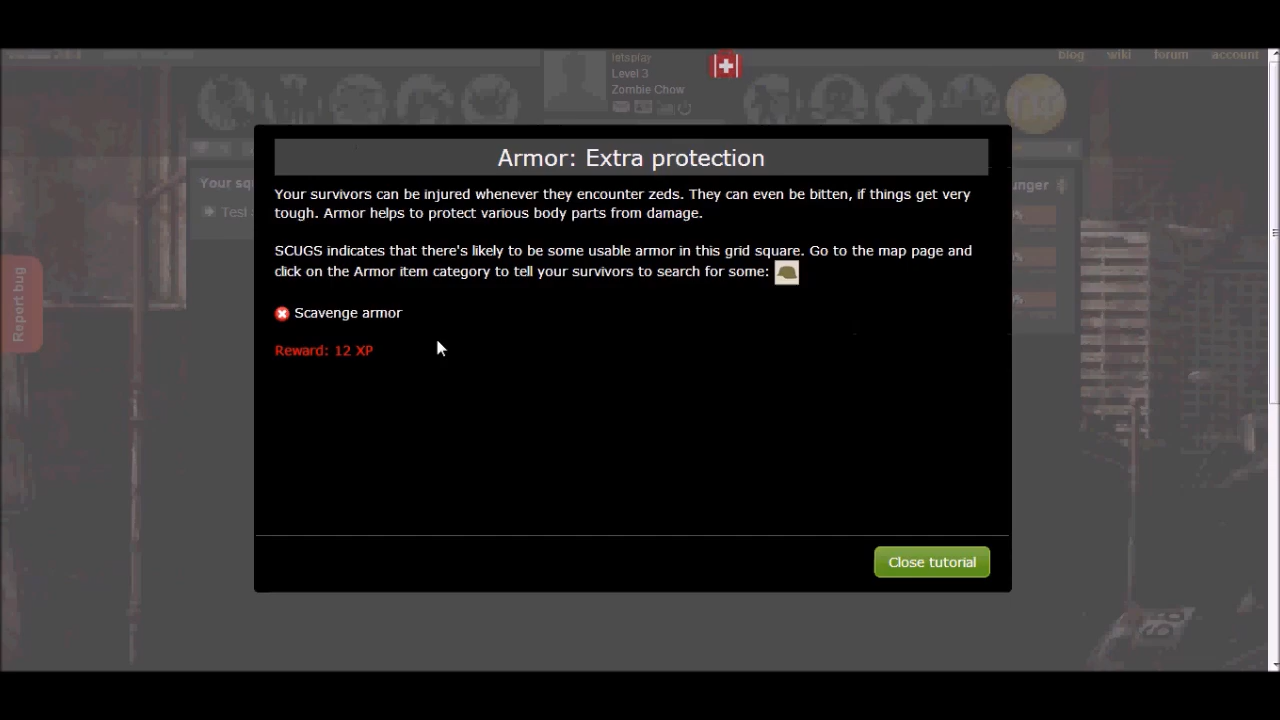 blog wiki forum account
letsplay
Level 3
Zombie Chow
Armor: Extra protection
Your survivors can be injured whenever they encounter zeds. They can even be bitten, if things get very
tough. Armor helps to protect various body parts from damage.
SCUGS indicates that there's likely to be some usable armor in this grid square. Go to the map page and
click on the Armor item category to tell your survivors to search for some:
Scavenge armor
Reward: 12 XP
Close tutorial
Report bug